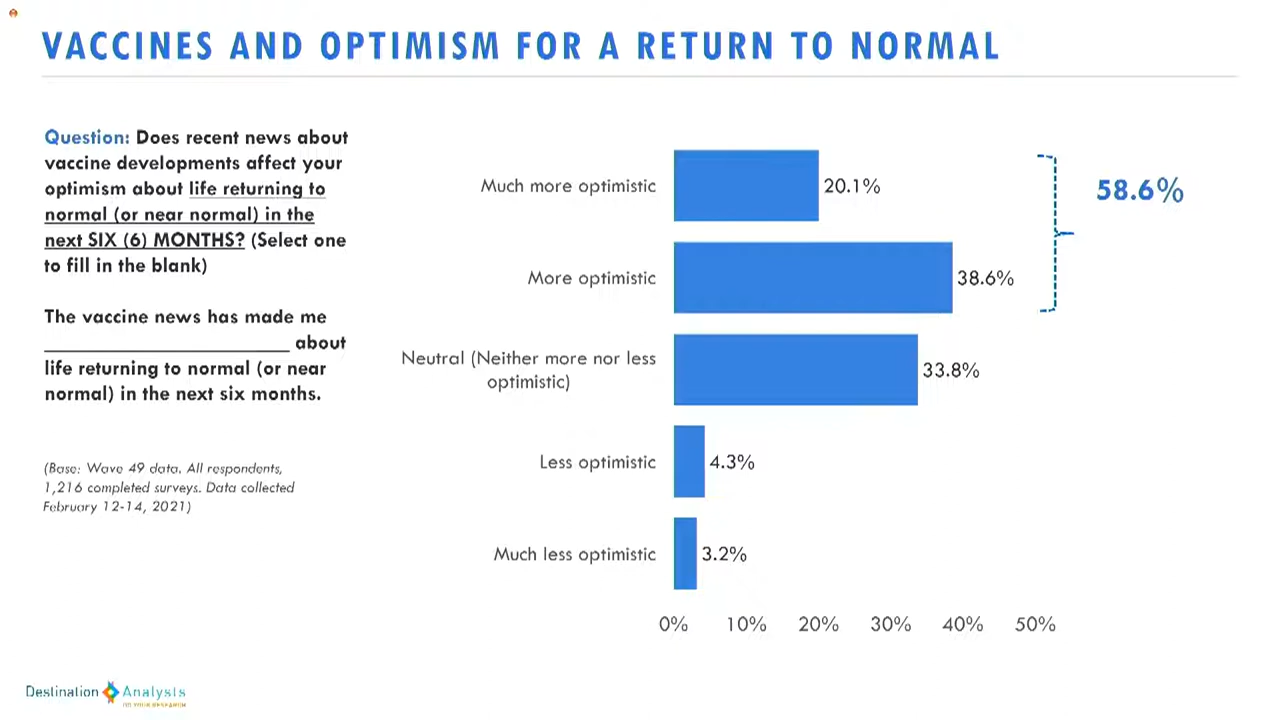 VACCINES AND OPTIMISM FOR A RETURN TO NORMAL
Question: Does recent news about
vaccine developments affect your
optimism about life returning to
normal (or near normal) in the
next SIX (6) MONTHS? (Select one
to fill in the blank)
The vaccine news has made me
______________________ about
life returning to normal (or near
normal) in the next six months.
(Base: Wave 49 data. All respondents,
1,216 completed surveys. Data collected
February 12-14, 2021)
Much more optimistic
20.1%
58.6%
More optimistic
38.6%
Neutral (Neither more nor less
optimistic)
33.8%
Less optimistic
4.3%
Much less optimistic
3.2%
0% 10% 20% 30% 40% 50%
Destination Analysts
DO YOUR RESEARCH